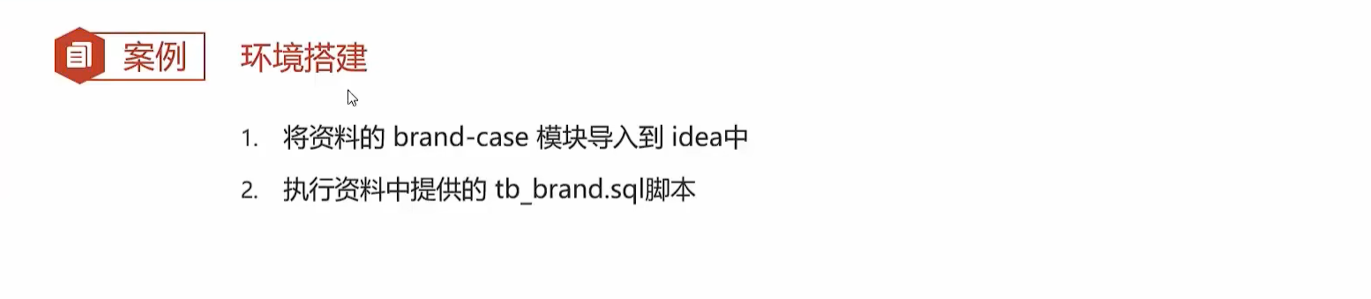 案例 环境搭建
1. 将资料的 brand-case 模块导入到 idea中
2. 执行资料中提供的 tb_brand.sql脚本